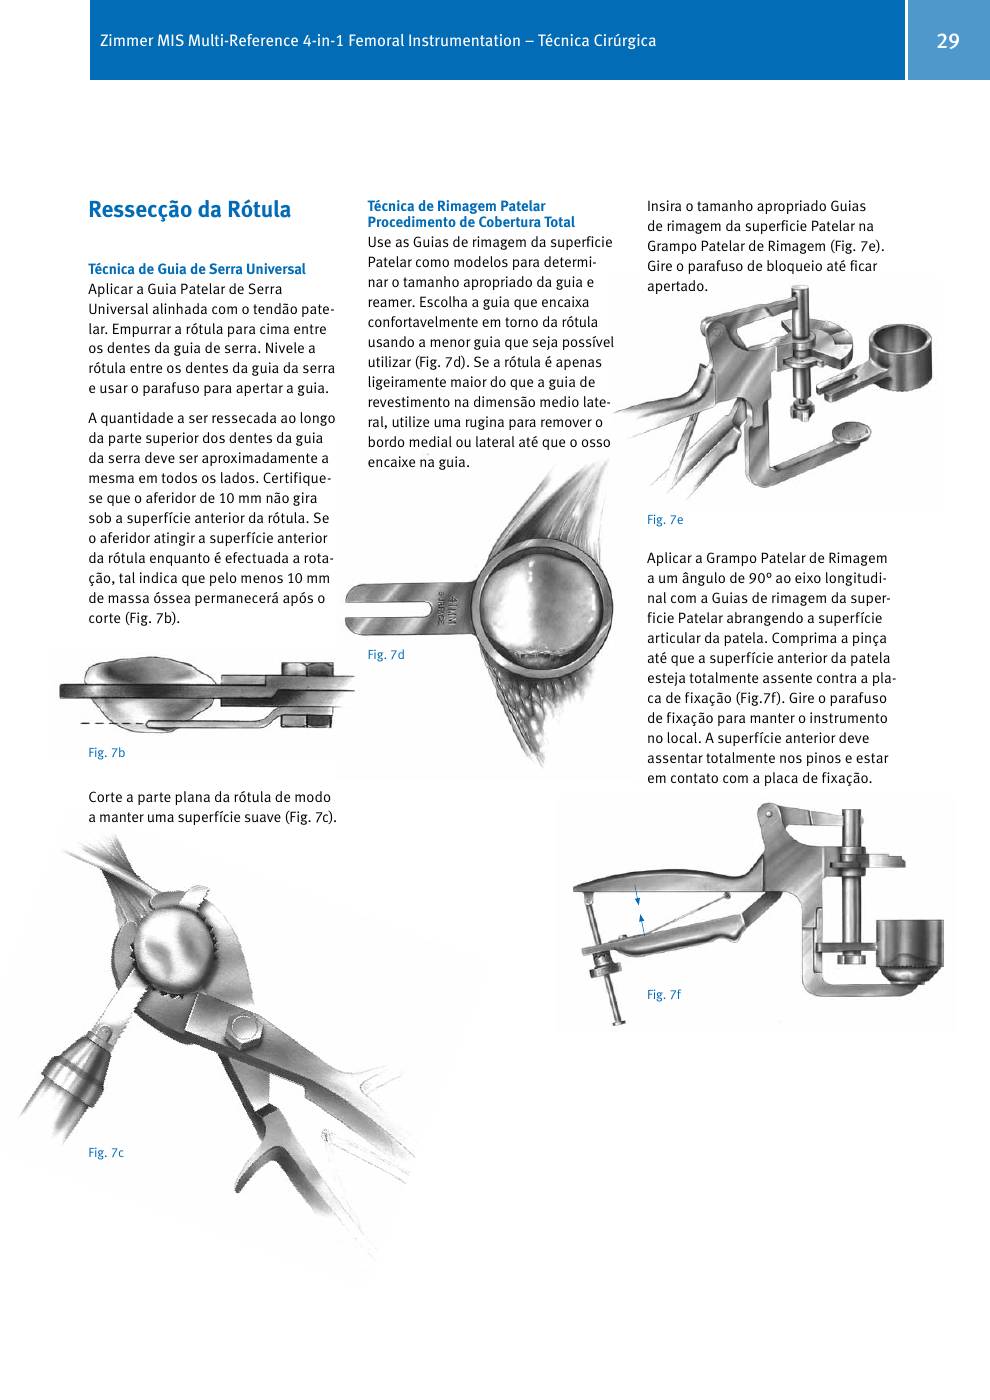 Zimmer MIS Multi-Reference 4-in-1 Femoral Instrumentation – Técnica Cirúrgica
29
Ressecção da Rótula
Técnica de Guia de Serra Universal
Aplicar a Guia Patelar de Serra
Universal alinhada com o tendão pate-
lar. Empurrar a rótula para cima entre
os dentes da guia de serra. Nivele a
rótula entre os dentes da guia da serra
e usar o parafuso para apertar a guia.
A quantidade a ser ressecada ao longo
da parte superior dos dentes da guia
da serra deve ser aproximadamente a
mesma em todos os lados. Certifique-
se que o aferidor de 10 mm não gira
sob a superfície anterior da rótula. Se
o aferidor atingir a superfície anterior
da rótula enquanto é efectuada a rota-
ção, tal indica que pelo menos 10 mm
de massa óssea permanecerá após o
corte (Fig. 7b).
Fig. 7b
Corte a parte plana da rótula de modo
a manter uma superfície suave (Fig. 7c).
Fig. 7c
Técnica de Rimagem Patelar
Procedimento de Cobertura Total
Use as Guias de rimagem da superficie
Patelar como modelos para determi-
nar o tamanho apropriado da guia e
reamer. Escolha a guia que encaixa
confortavelmente em torno da rótula
usando a menor guia que seja possível
utilizar (Fig. 7d). Se a rótula é apenas
ligeiramente maior do que a guia de
revestimento na dimensão medio late-
ral, utilize uma rugina para remover o
bordo medial ou lateral até que o osso
encaixe na guia.
41MM
SURFACE
Fig. 7d
Insira o tamanho apropriado Guias
de rimagem da superficie Patelar na
Grampo Patelar de Rimagem (Fig. 7e).
Gire o parafuso de bloqueio até ficar
apertado.
Fig. 7e
Aplicar a Grampo Patelar de Rimagem
a um ângulo de 90° ao eixo longitudi-
nal com a Guias de rimagem da super-
ficie Patelar abrangendo a superfície
articular da patela. Comprima a pinça
até que a superfície anterior da patela
esteja totalmente assente contra a pla-
ca de fixação (Fig.7f). Gire o parafuso
de fixação para manter o instrumento
no local. A superfície anterior deve
assentar totalmente nos pinos e estar
em contato com a placa de fixação.
Fig. 7f